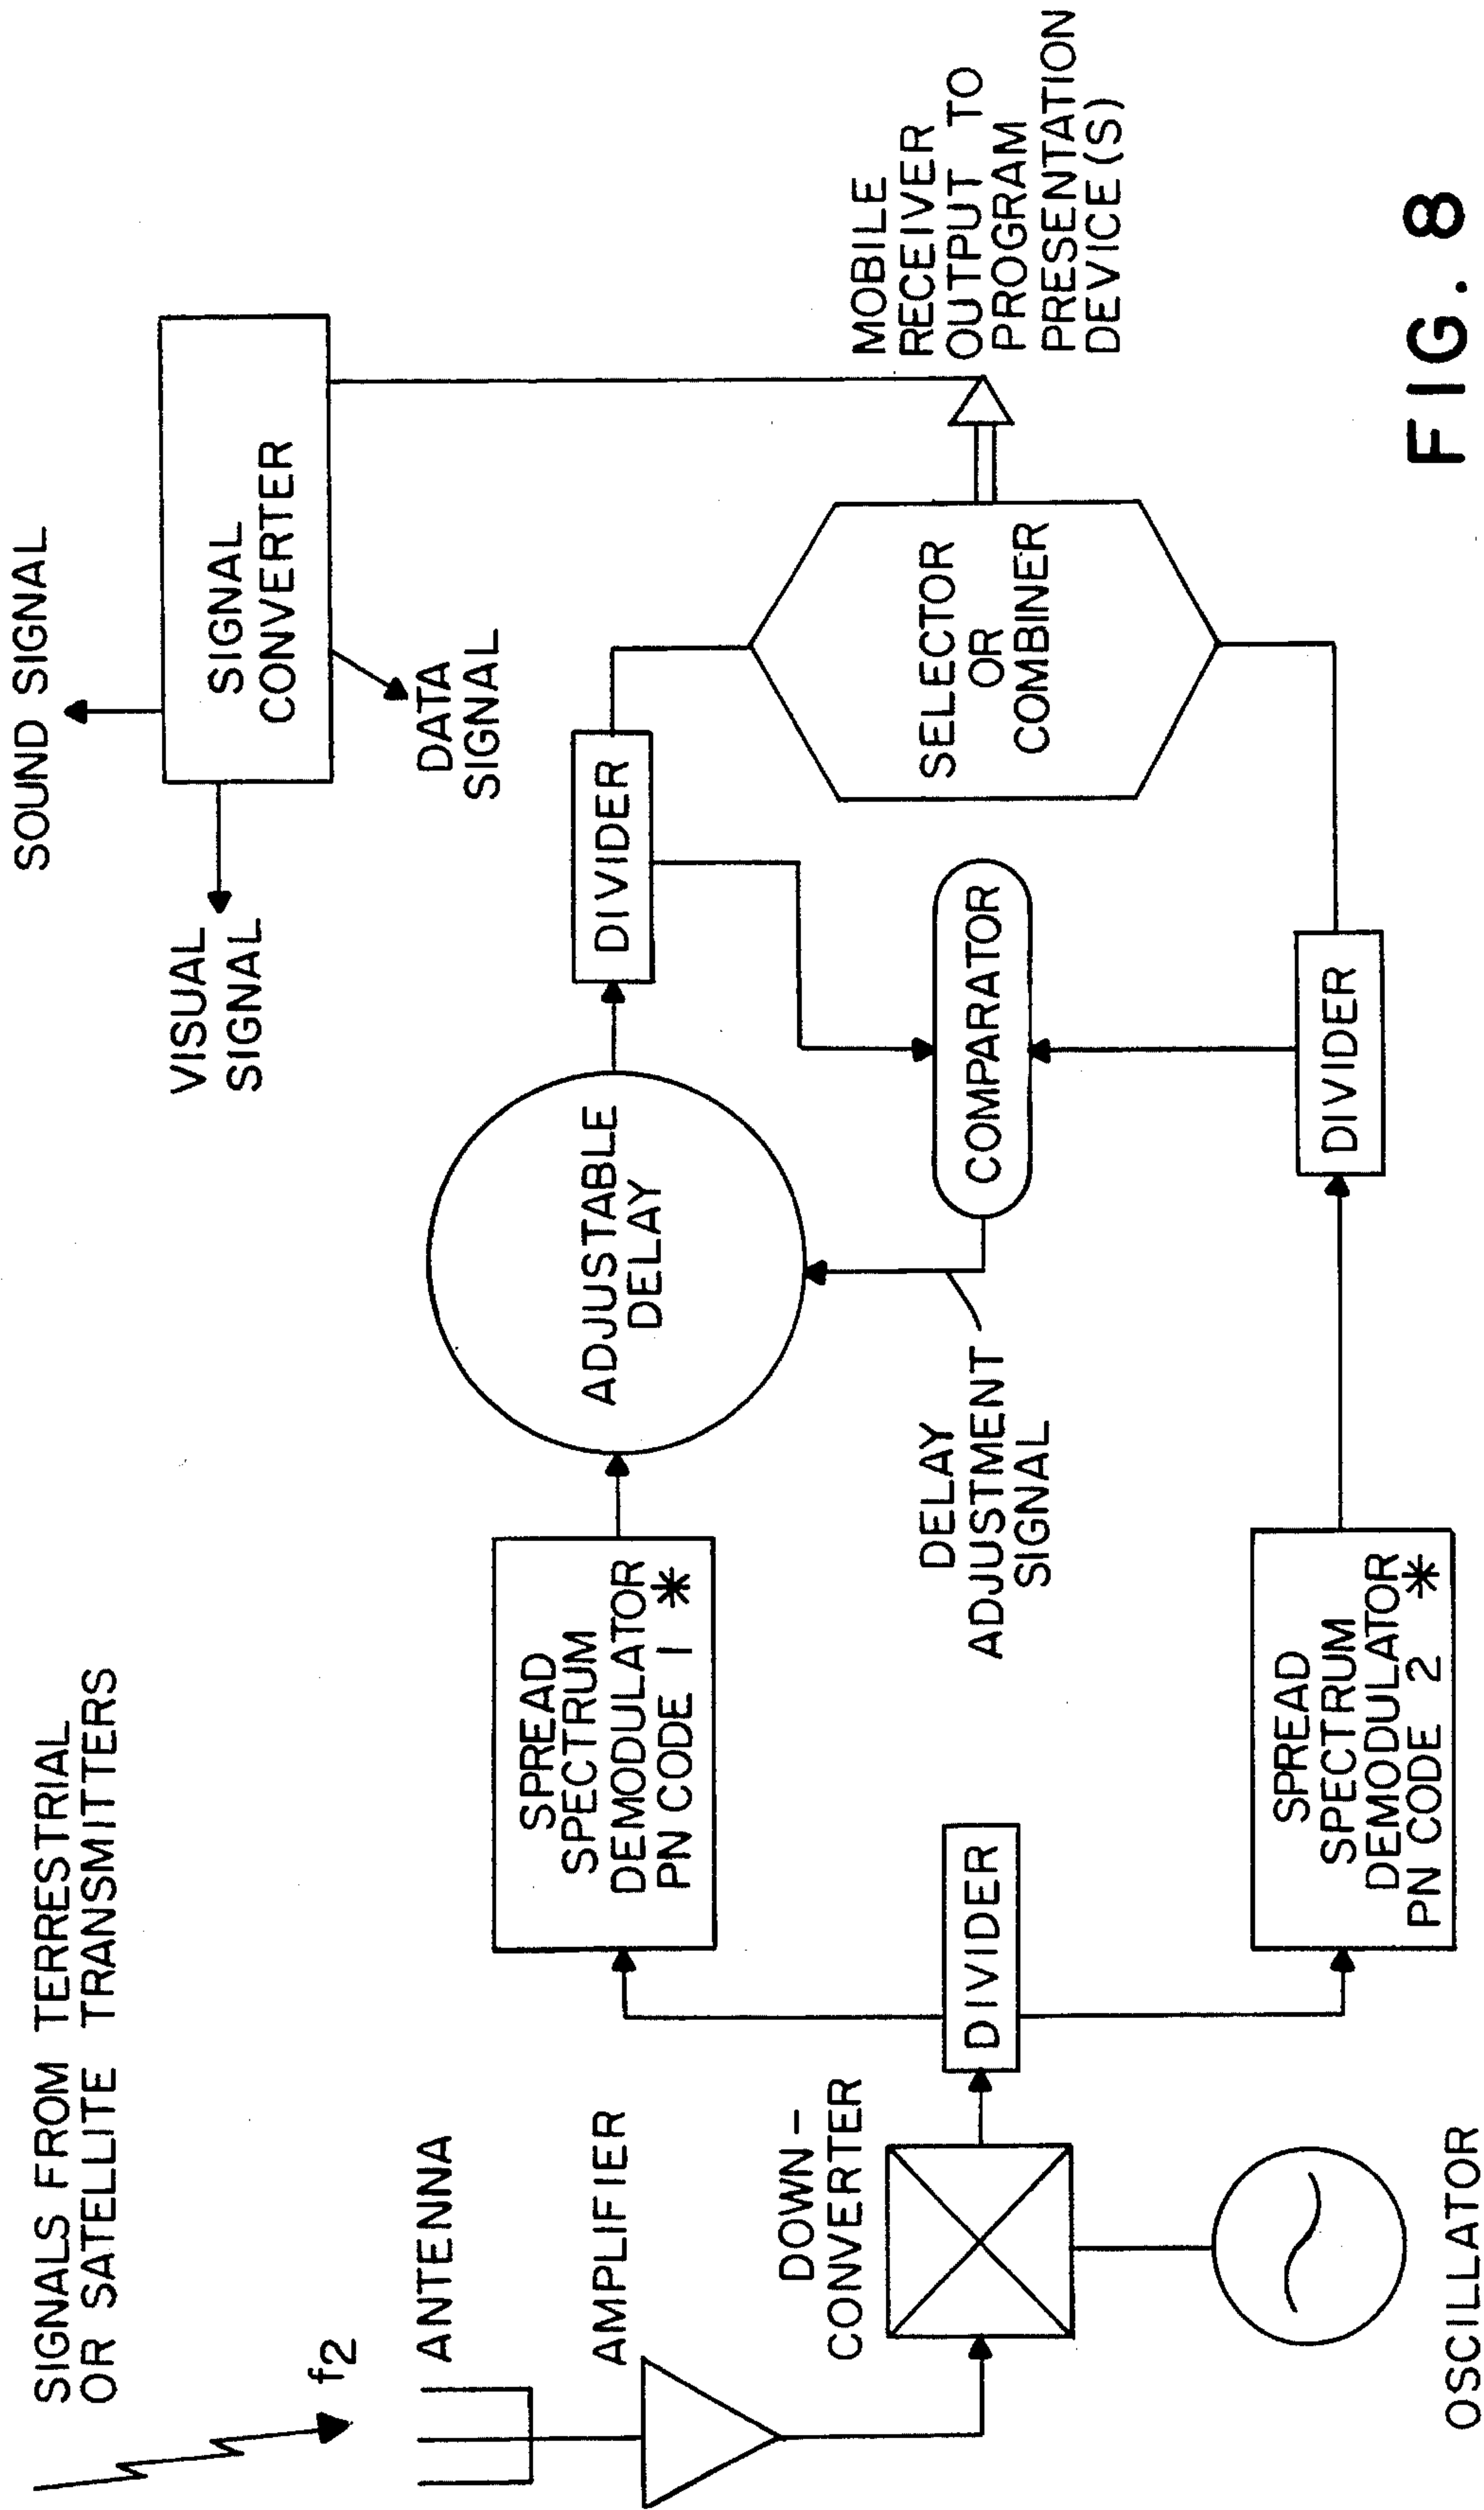 SIGNALS FROM TERRESTRIAL
OR SATELLITE TRANSMITTERS
f2
ANTENNA
AMPLIFIER
DOWN-
CONVERTER
OSCILLATOR
DIVIDER
SPREAD
SPECTRUM
DEMODULATOR
PN CODE 1 *
SPREAD
SPECTRUM
DEMODULATOR
PN CODE 2 *
ADJUSTABLE
DELAY
DELAY
ADJUSTMENT
SIGNAL
COMPARATOR
DIVIDER
DIVIDER
SELECTOR
OR
COMBINER
VISUAL
SIGNAL
SOUND SIGNAL
SIGNAL
CONVERTER
DATA
SIGNAL
MOBILE
RECEIVER
OUTPUT TO
PROGRAM
PRESENTATION
DEVICE(S)
FIG. 8